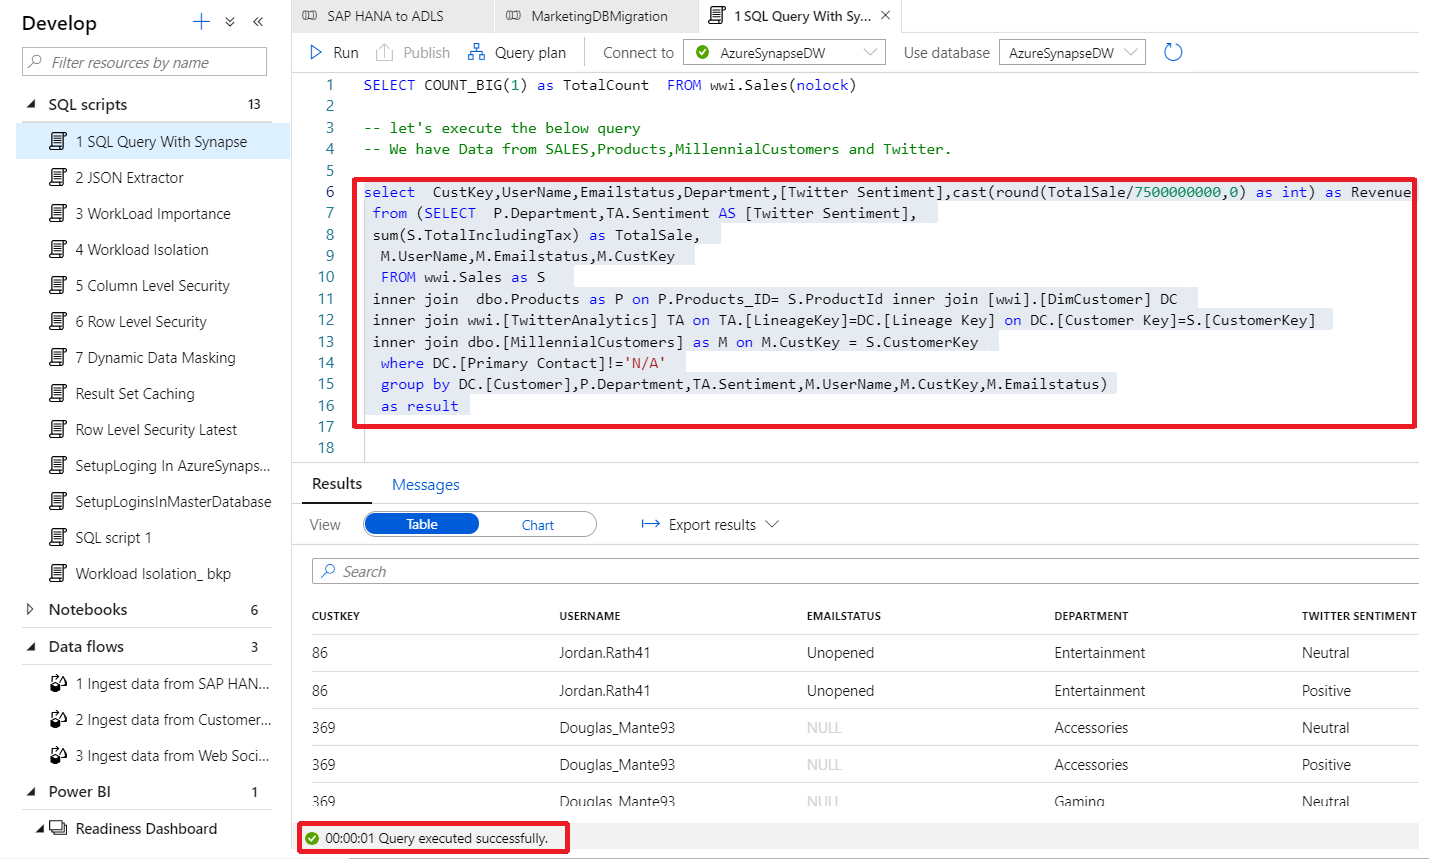 Develop
Filter resources by name
SQL scripts 13
1 SQL Query With Synapse
2 JSON Extractor
3 WorkLoad Importance
4 Workload Isolation
5 Column Level Security
6 Row Level Security
7 Dynamic Data Masking
Result Set Caching
Row Level Security Latest
SetupLoging In AzureSynaps...
SetupLoginsInMasterDatabase
SQL script 1
Workload Isolation_ bkp
Notebooks 6
Data flows 3
1 Ingest data from SAP HAN...
2 Ingest data from Customer...
3 Ingest data from Web Soci...
Power BI 1
Readiness Dashboard
SAP HANA to ADLS MarketingDBMigration 1 SQL Query With Sy...
Run Publish Query plan Connect to AzureSynapseDW Use database AzureSynapseDW
1 SELECT COUNT_BIG(1) as TotalCount  FROM wwi.Sales(nolock)
2
3 -- let's execute the below query
4 -- We have Data from SALES,Products,MillennialCustomers and Twitter.
5
6 select  CustKey,UserName,Emailstatus,Department,[Twitter Sentiment],cast(round(TotalSale/7500000000,0) as int) as Revenue
7 from (SELECT  P.Department,TA.Sentiment AS [Twitter Sentiment],
8 sum(S.TotalIncludingTax) as TotalSale,
9 M.UserName,M.Emailstatus,M.CustKey
10 FROM wwi.Sales as S
11 inner join  dbo.Products as P on P.Products_ID= S.ProductId inner join [wwi].[DimCustomer] DC
12 inner join wwi.[TwitterAnalytics] TA on TA.[LineageKey]=DC.[Lineage Key] on DC.[Customer Key]=S.[CustomerKey]
13 inner join dbo.[MillennialCustomers] as M on M.CustKey = S.CustomerKey
14 where DC.[Primary Contact]!='N/A'
15 group by DC.[Customer],P.Department,TA.Sentiment,M.UserName,M.CustKey,M.Emailstatus)
16 as result
17
18
Results Messages
View Table Chart Export results
Search
CUSTKEY USERNAME EMAILSTATUS DEPARTMENT TWITTER SENTIMENT
86 Jordan.Rath41 Unopened Entertainment Neutral
86 Jordan.Rath41 Unopened Entertainment Positive
369 Douglas_Mante93 NULL Accessories Neutral
369 Douglas_Mante93 NULL Accessories Positive
369 Douglas_Mante93 NULL Gaming Neutral
00:00:01 Query executed successfully.